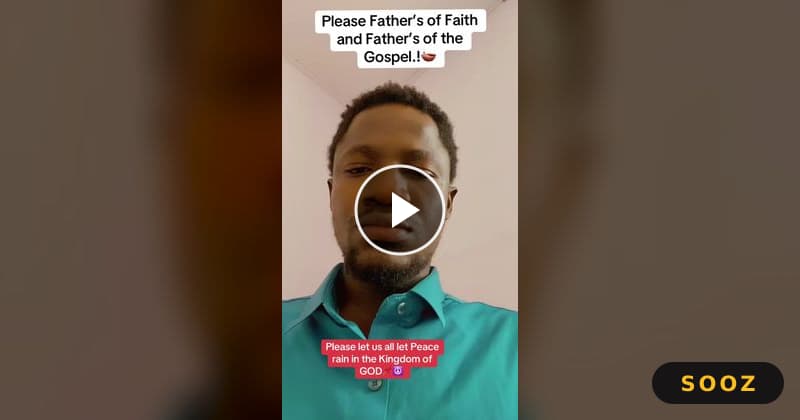 Please Father's of Faith
and Father's of the
Gospel.!
Please let us all let Peace
rain in the Kingdom of
GOD
SOOZ